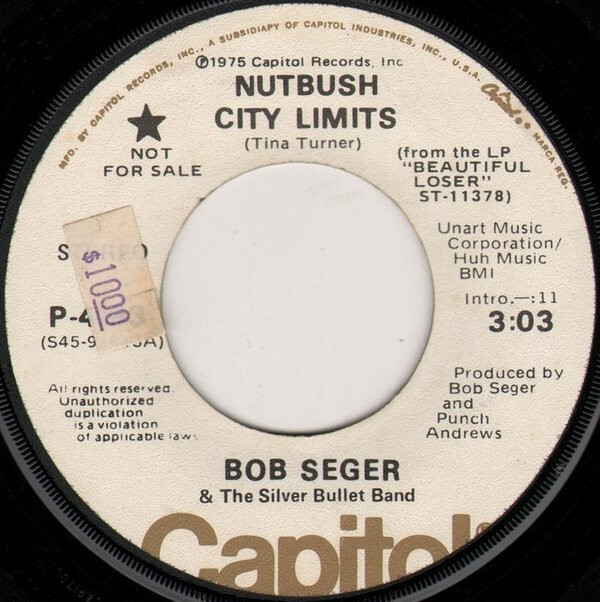 MFD. BY CAPITOL RECORDS, INC., A SUBSIDIARY OF CAPITOL INDUSTRIES, INC., U.S.A. Capitol MARCA REG.
℗1975 Capitol Records, Inc
NUTBUSH
CITY LIMITS
(Tina Turner)
★
NOT
FOR SALE
(from the LP
"BEAUTIFUL
LOSER"
ST-11378)
$1000
Unart Music
Corporation/
Huh Music
BMI
Intro.—:11
3:03
All rights reserved.
Unauthorized
duplication
is a violation
of applicable laws
Produced by
Bob Seger
and
Punch
Andrews
BOB SEGER
& The Silver Bullet Band
Capitol